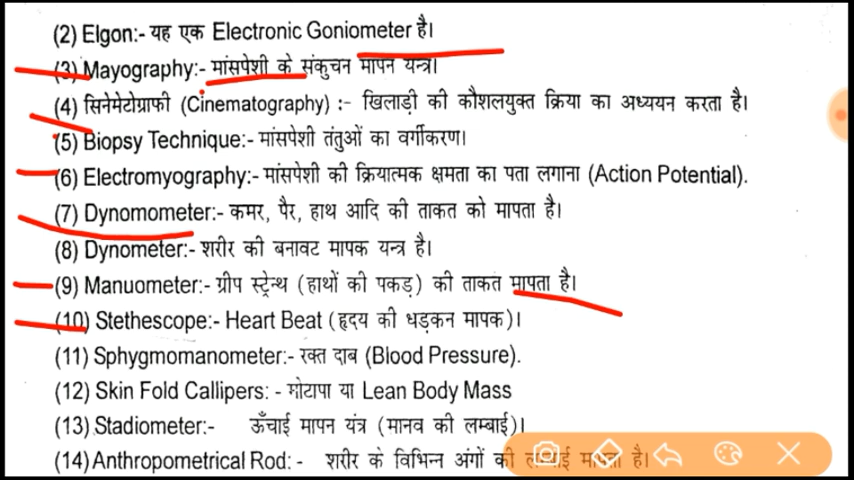 (2) Elgon:- यह एक Electronic Goniometer है।
(3) Mayography:- मांसपेशी के संकुचन मापन यन्त्र।
(4) सिनेमेटोग्राफी (Cinematography) :- खिलाड़ी की कौशलयुक्त क्रिया का अध्ययन करता है।
(5) Biopsy Technique:- मांसपेशी तंतुओं का वर्गीकरण।
(6) Electromyography:- मांसपेशी की क्रियात्मक क्षमता का पता लगाना (Action Potential).
(7) Dynomometer:- कमर, पैर, हाथ आदि की ताकत को मापता है।
(8) Dynometer:- शरीर की बनावट मापक यन्त्र है।
(9) Manuometer:- ग्रीप स्ट्रेन्थ (हाथों की पकड़) की ताकत मापता है।
(10) Stethescope:- Heart Beat (हृदय की धड़कन मापक)।
(11) Sphygmomanometer:- रक्त दाब (Blood Pressure).
(12) Skin Fold Callipers: - मोटापा या Lean Body Mass
(13) Stadiometer:- ऊँचाई मापन यंत्र (मानव की लम्बाई)।
(14) Anthropometrical Rod: - शरीर के विभिन्न अंगों की लम्बाई मापता है।